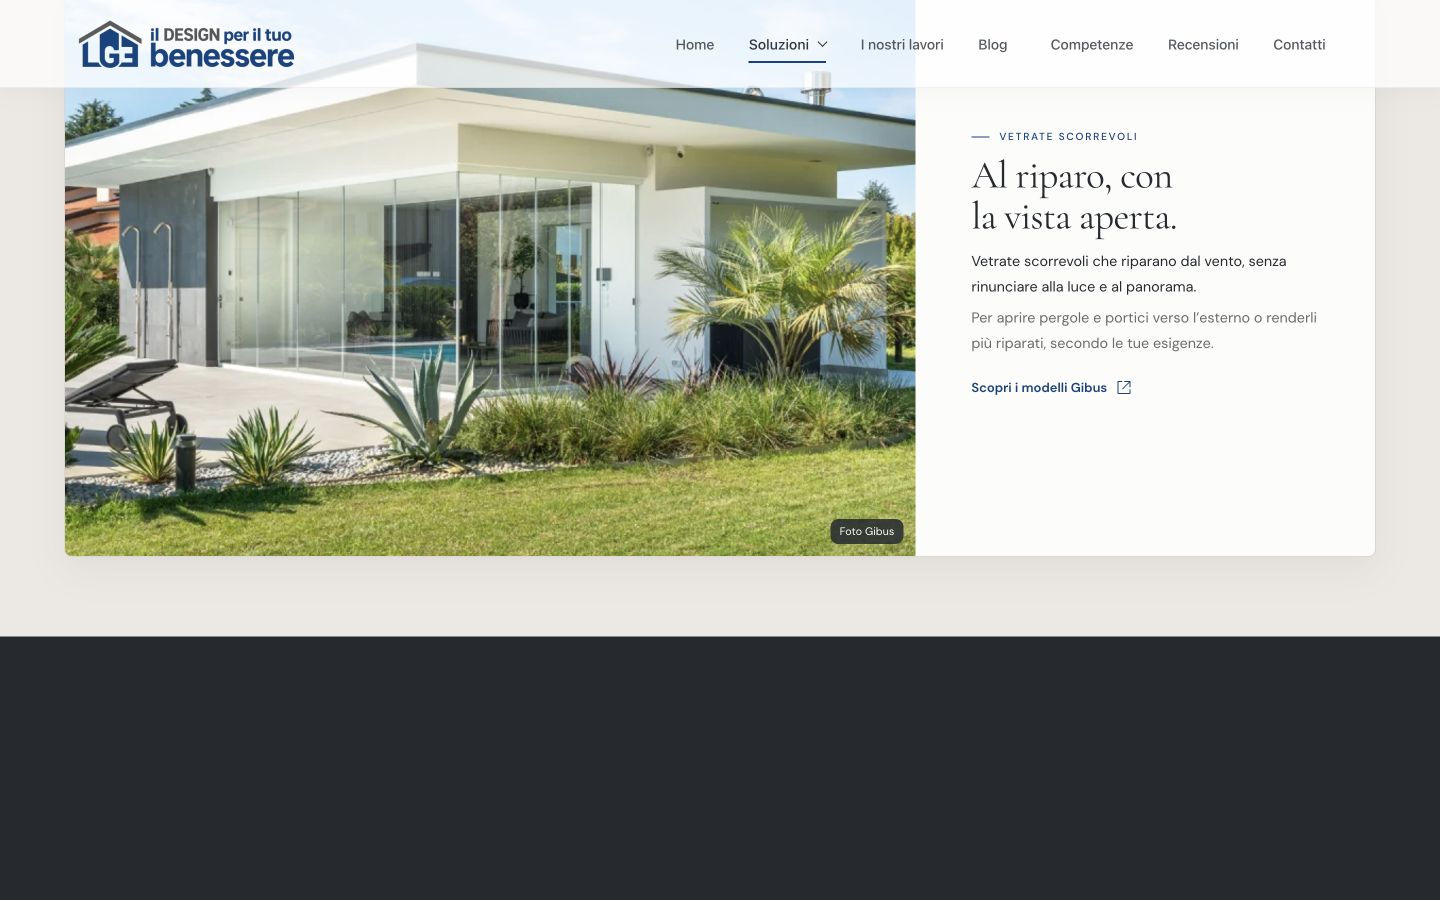 LGE
il DESIGN per il tuo
benessere
Home
Soluzioni
I nostri lavori
Blog
Competenze
Recensioni
Contatti
VETRATE SCORREVOLI
Al riparo, con
la vista aperta.
Vetrate scorrevoli che riparano dal vento, senza
rinunciare alla luce e al panorama.
Per aprire pergole e portici verso l’esterno o renderli
più riparati, secondo le tue esigenze.
Scopri i modelli Gibus
Foto Gibus